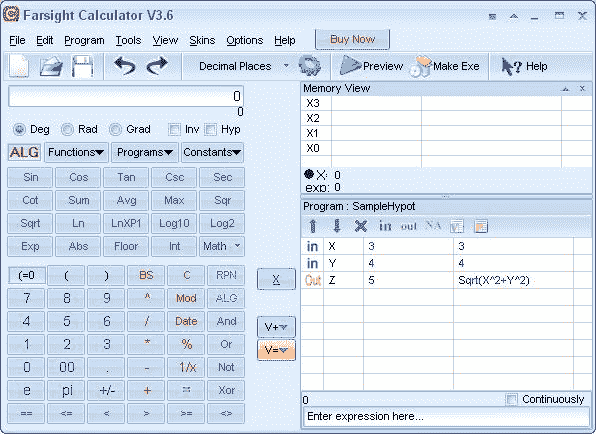 Farsight Calculator V3.6
File Edit Program Tools View Skins Options Help Buy Now
Decimal Places Preview Make Exe Help
0
0
Deg Rad Grad Inv Hyp
ALG Functions Programs Constants
Sin Cos Tan Csc Sec
Cot Sum Avg Max Sqr
Sqrt Ln LnXP1 Log10 Log2
Exp Abs Floor Int Math
(=0 ( ) BS C RPN
7 8 9 ^ Mod ALG
4 5 6 / Date And
1 2 3 * % Or
0 00 . - 1/x Not
e pi +/- + = Xor
== <= < > >= <>
X
V+
V=
Memory View
X3
X2
X1
X0
X: 0
exp: 0
Program : SampleHypot
in out NA
in X 3 3
in Y 4 4
Out Z 5 Sqrt(X^2+Y^2)
0 Continuously
Enter expression here...